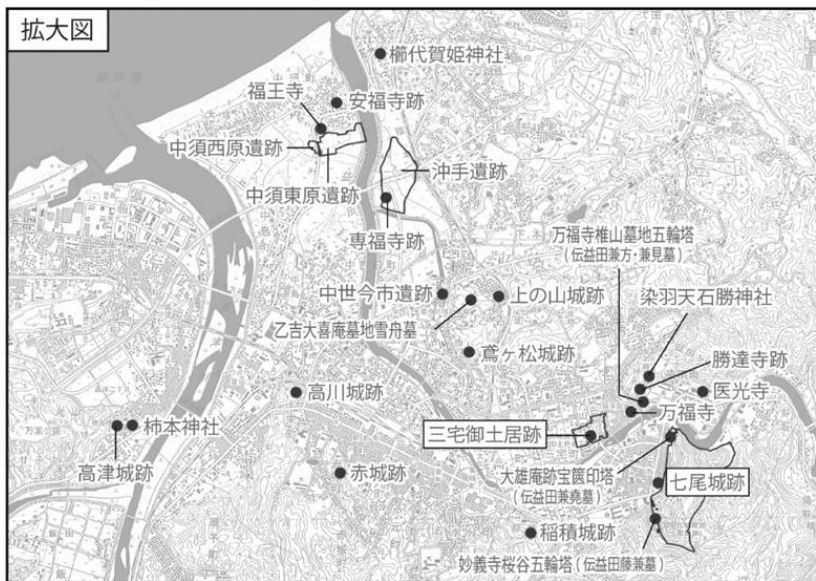 拡大図
櫛代賀姫神社
福王寺
安福寺跡
中須西原遺跡
中須東原遺跡
沖手遺跡
専福寺跡
万福寺椎山墓地五輪塔
(伝益田兼方・兼見墓)
中世今市遺跡
上の山城跡
染羽天石勝神社
乙吉大喜庵墓地雪舟墓
鳶ヶ松城跡
勝達寺跡
医光寺
高川城跡
万福寺
柿本神社
三宅御土居跡
高津城跡
大雄庵跡宝篋印塔
(伝益田兼堯墓)
七尾城跡
赤城跡
稲積城跡
妙義寺桜谷五輪塔(伝益田藤兼墓)